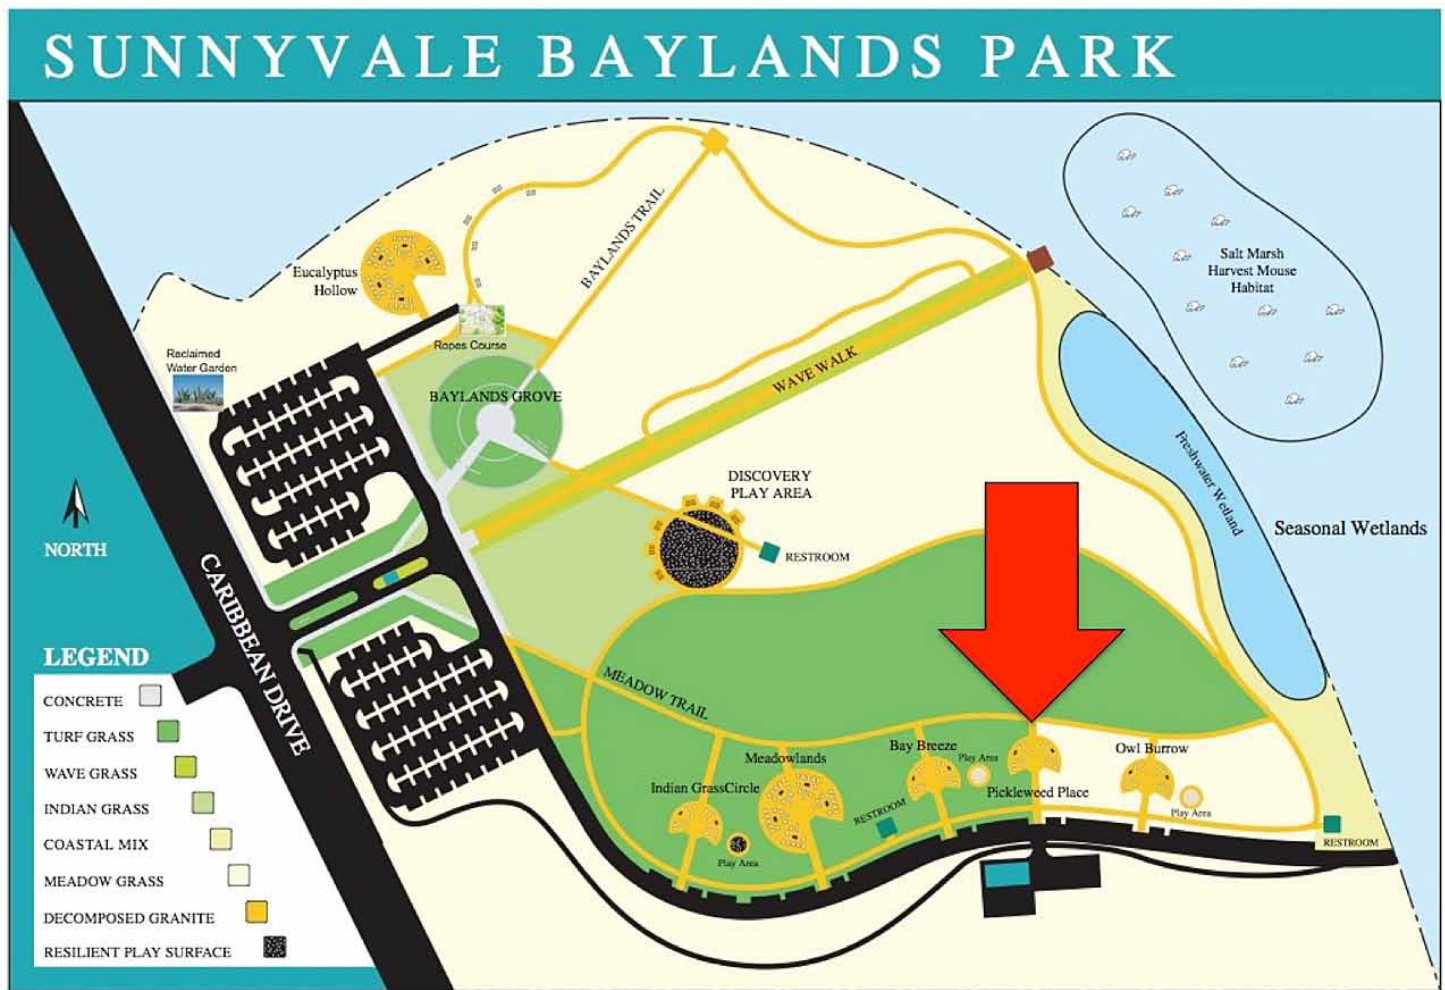 SUNNYVALE BAYLANDS PARK
Eucalyptus
Hollow
BAYLANDS TRAIL
Salt Marsh
Harvest Mouse
Habitat
Reclaimed
Water Garden
Ropes Course
BAYLANDS GROVE
WAVE WALK
DISCOVERY
PLAY AREA
RESTROOM
Freshwater Wetland
Seasonal Wetlands
NORTH
CARIBBEAN DRIVE
MEADOW TRAIL
Indian GrassCircle
Play Area
Meadowlands
RESTROOM
Bay Breeze
Play Area
Pickleweed Place
Owl Burrow
Play Area
RESTROOM
LEGEND
CONCRETE
TURF GRASS
WAVE GRASS
INDIAN GRASS
COASTAL MIX
MEADOW GRASS
DECOMPOSED GRANITE
RESILIENT PLAY SURFACE